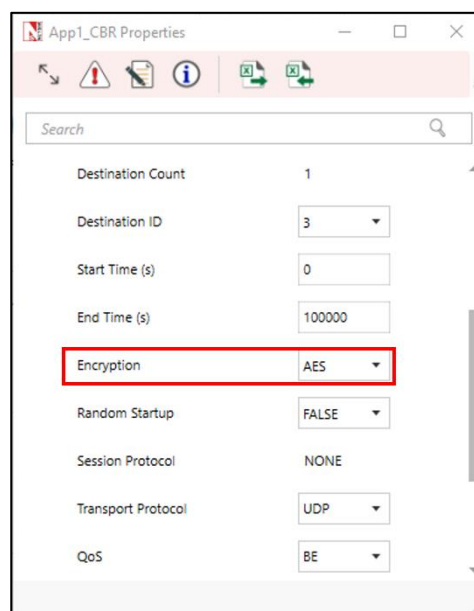 App1_CBR Properties
Search
Destination Count 1
Destination ID 3
Start Time (s) 0
End Time (s) 100000
Encryption AES
Random Startup FALSE
Session Protocol NONE
Transport Protocol UDP
QoS BE